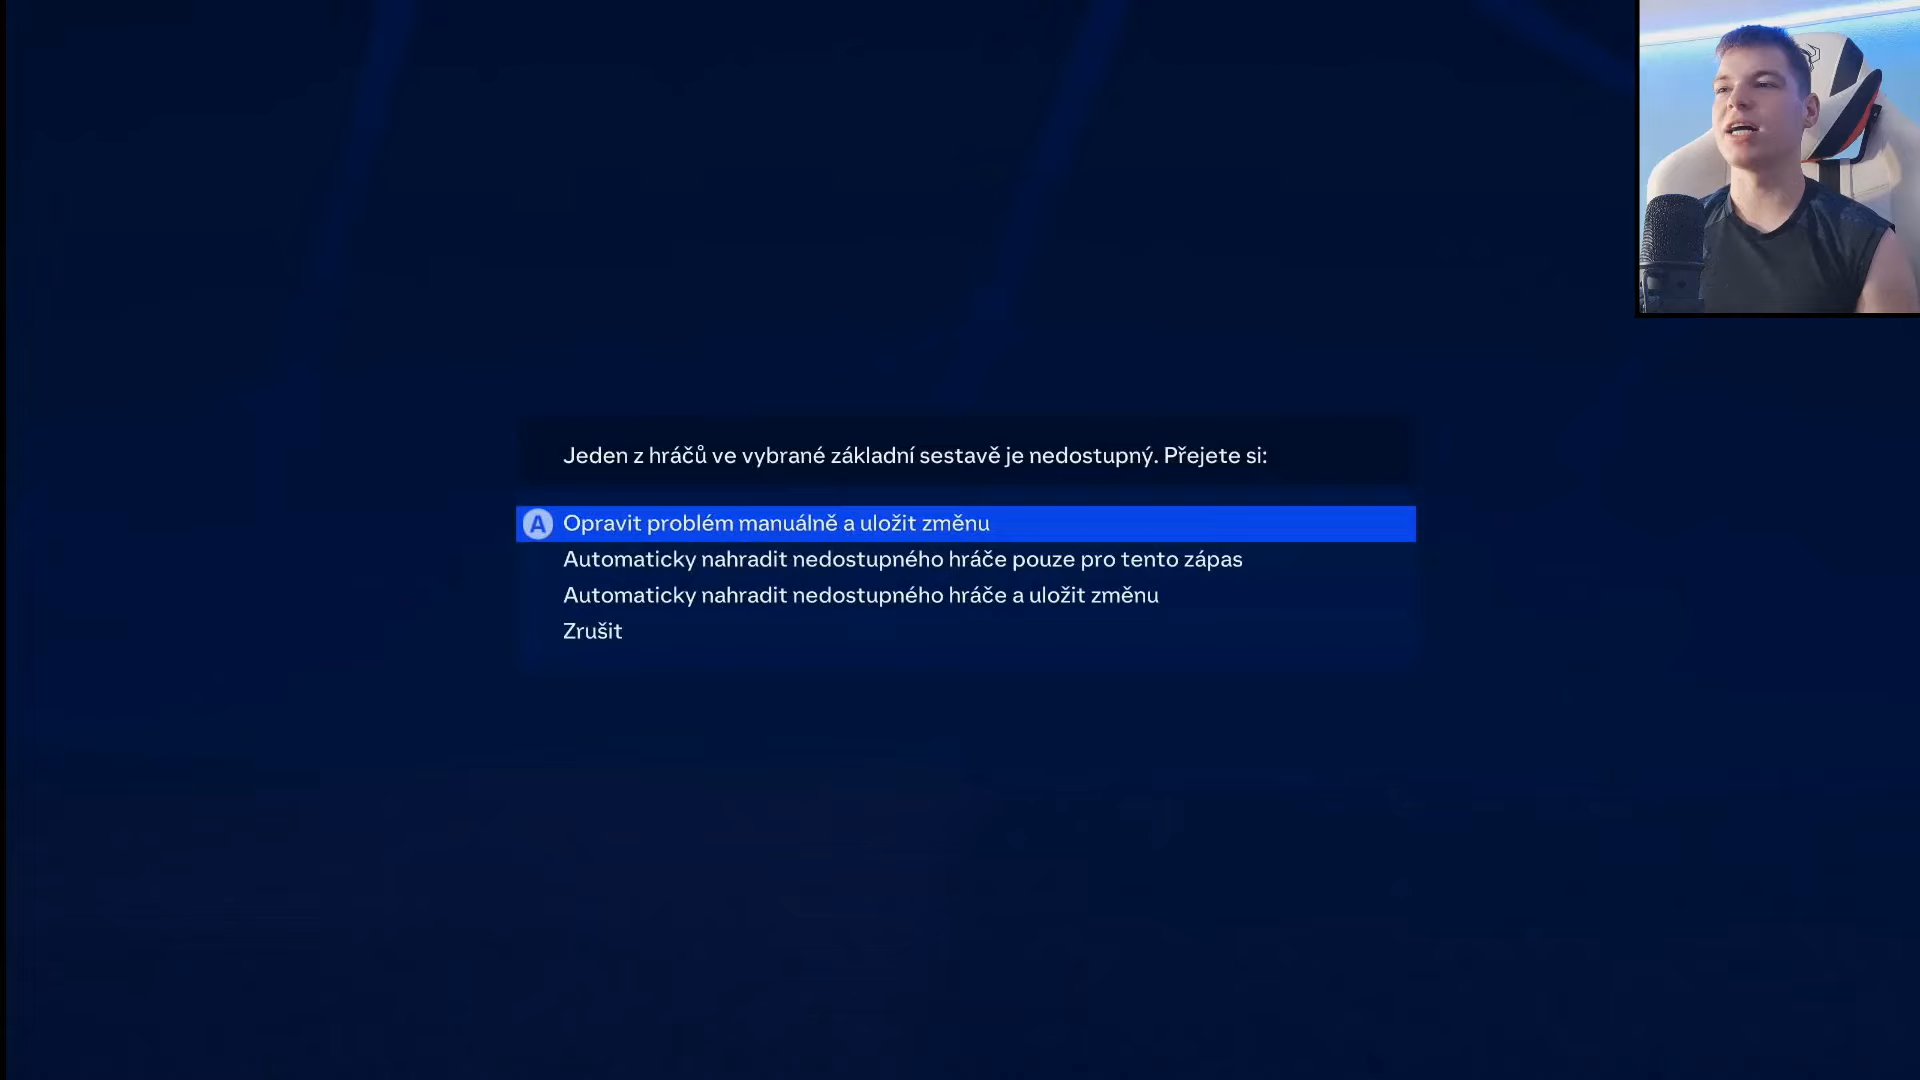 Jeden z hráčů ve vybrané základní sestavě je nedostupný. Přejete si:
A Opravit problém manuálně a uložit změnu
Automaticky nahradit nedostupného hráče pouze pro tento zápas
Automaticky nahradit nedostupného hráče a uložit změnu
Zrušit